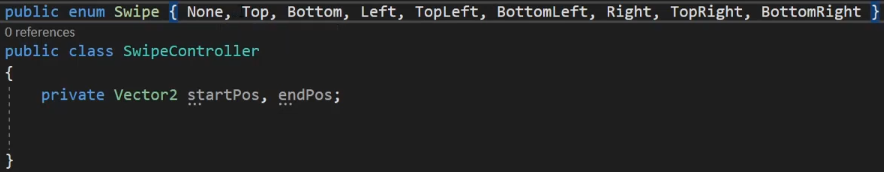 public enum Swipe { None, Top, Bottom, Left, TopLeft, BottomLeft, Right, TopRight, BottomRight }
0 references
public class SwipeController
{
private Vector2 startPos, endPos;
}